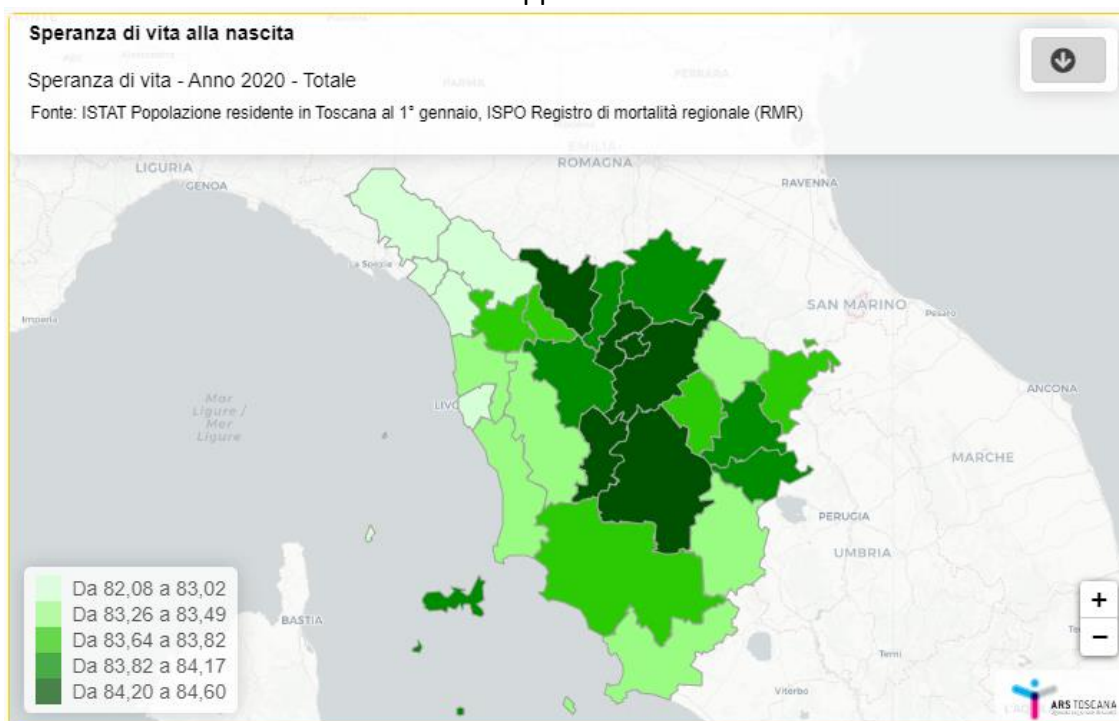 Speranza di vita alla nascita
Speranza di vita - Anno 2020 - Totale
Fonte: ISTAT Popolazione residente in Toscana al 1° gennaio, ISPO Registro di mortalità regionale (RMR)
PARMA
FERRARA
EMILIA
ROMAGNA
LIGURIA
GENOA
RAVENNA
La Spezia
SAN MARINO
Pesaro
Imperia
ANCONA
Mar
Ligure /
Mer
Ligure
LIVO
MARCHE
PERUGIA
UMBRIA
BASTIA
Terni
Viterbo
Da 82,08 a 83,02
Da 83,26 a 83,49
Da 83,64 a 83,82
Da 83,82 a 84,17
Da 84,20 a 84,60
+
−
ARS TOSCANA